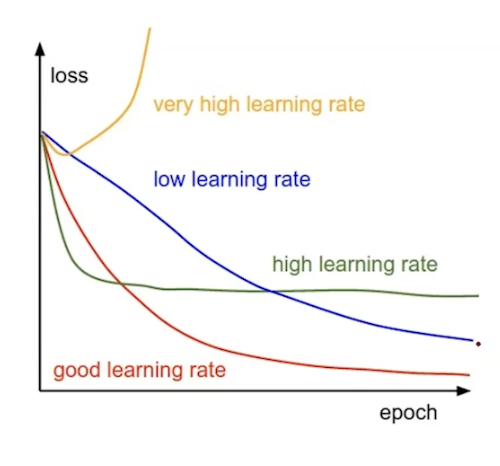 loss
very high learning rate
low learning rate
high learning rate
good learning rate
epoch